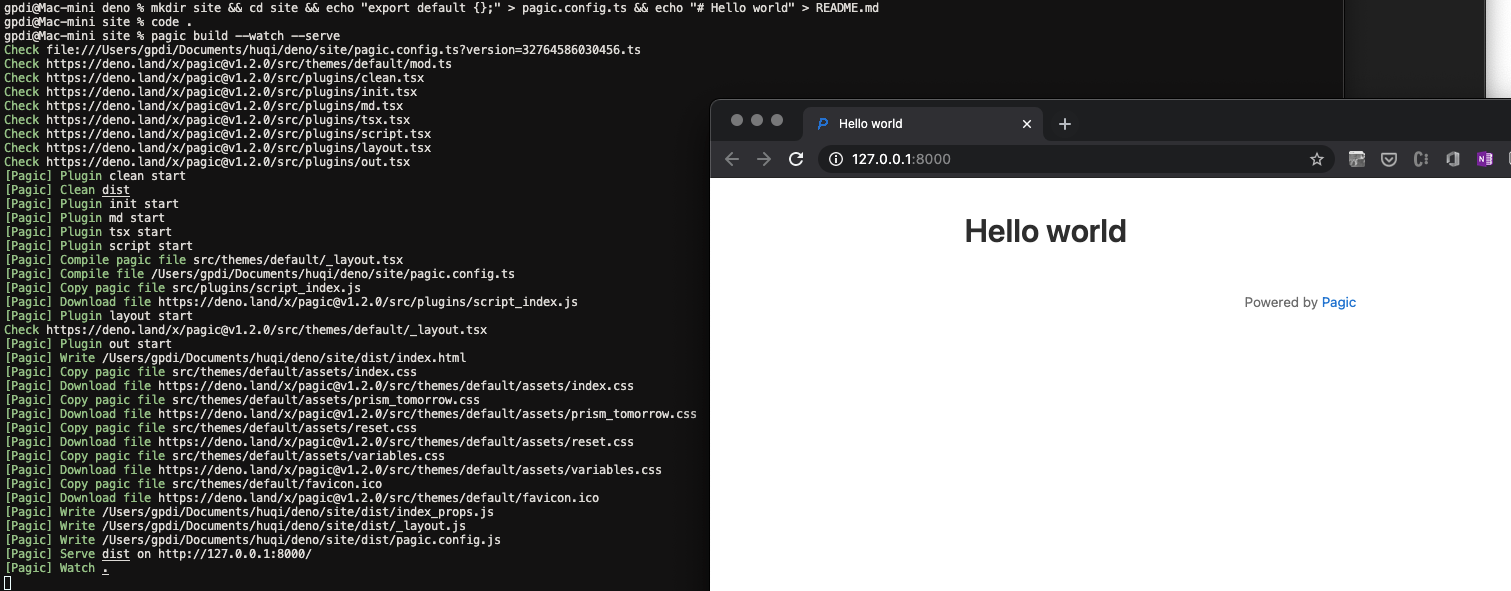 gpdi@Mac-mini deno % mkdir site && cd site && echo "export default {};" > pagic.config.ts && echo "# Hello world" > README.md
gpdi@Mac-mini site % code .
gpdi@Mac-mini site % pagic build --watch --serve
Check file:///Users/gpdi/Documents/huqi/deno/site/pagic.config.ts?version=32764586030456.ts
Check https://deno.land/x/pagic@v1.2.0/src/themes/default/mod.ts
Check https://deno.land/x/pagic@v1.2.0/src/plugins/clean.tsx
Check https://deno.land/x/pagic@v1.2.0/src/plugins/init.tsx
Check https://deno.land/x/pagic@v1.2.0/src/plugins/md.tsx
Check https://deno.land/x/pagic@v1.2.0/src/plugins/tsx.tsx
Check https://deno.land/x/pagic@v1.2.0/src/plugins/script.tsx
Check https://deno.land/x/pagic@v1.2.0/src/plugins/layout.tsx
Check https://deno.land/x/pagic@v1.2.0/src/plugins/out.tsx
[Pagic] Plugin clean start
[Pagic] Clean dist
[Pagic] Plugin init start
[Pagic] Plugin md start
[Pagic] Plugin tsx start
[Pagic] Plugin script start
[Pagic] Compile pagic file src/themes/default/_layout.tsx
[Pagic] Compile file /Users/gpdi/Documents/huqi/deno/site/pagic.config.ts
[Pagic] Copy pagic file src/plugins/script_index.js
[Pagic] Download file https://deno.land/x/pagic@v1.2.0/src/plugins/script_index.js
[Pagic] Plugin layout start
Check https://deno.land/x/pagic@v1.2.0/src/themes/default/_layout.tsx
[Pagic] Plugin out start
[Pagic] Write /Users/gpdi/Documents/huqi/deno/site/dist/index.html
[Pagic] Copy pagic file src/themes/default/assets/index.css
[Pagic] Download file https://deno.land/x/pagic@v1.2.0/src/themes/default/assets/index.css
[Pagic] Copy pagic file src/themes/default/assets/prism_tomorrow.css
[Pagic] Download file https://deno.land/x/pagic@v1.2.0/src/themes/default/assets/prism_tomorrow.css
[Pagic] Copy pagic file src/themes/default/assets/reset.css
[Pagic] Download file https://deno.land/x/pagic@v1.2.0/src/themes/default/assets/reset.css
[Pagic] Copy pagic file src/themes/default/assets/variables.css
[Pagic] Download file https://deno.land/x/pagic@v1.2.0/src/themes/default/assets/variables.css
[Pagic] Copy pagic file src/themes/default/favicon.ico
[Pagic] Download file https://deno.land/x/pagic@v1.2.0/src/themes/default/favicon.ico
[Pagic] Write /Users/gpdi/Documents/huqi/deno/site/dist/index_props.js
[Pagic] Write /Users/gpdi/Documents/huqi/deno/site/dist/_layout.js
[Pagic] Write /Users/gpdi/Documents/huqi/deno/site/dist/pagic.config.js
[Pagic] Serve dist on http://127.0.0.1:8000/
[Pagic] Watch .
Hello world
127.0.0.1:8000
Hello world
Powered by Pagic